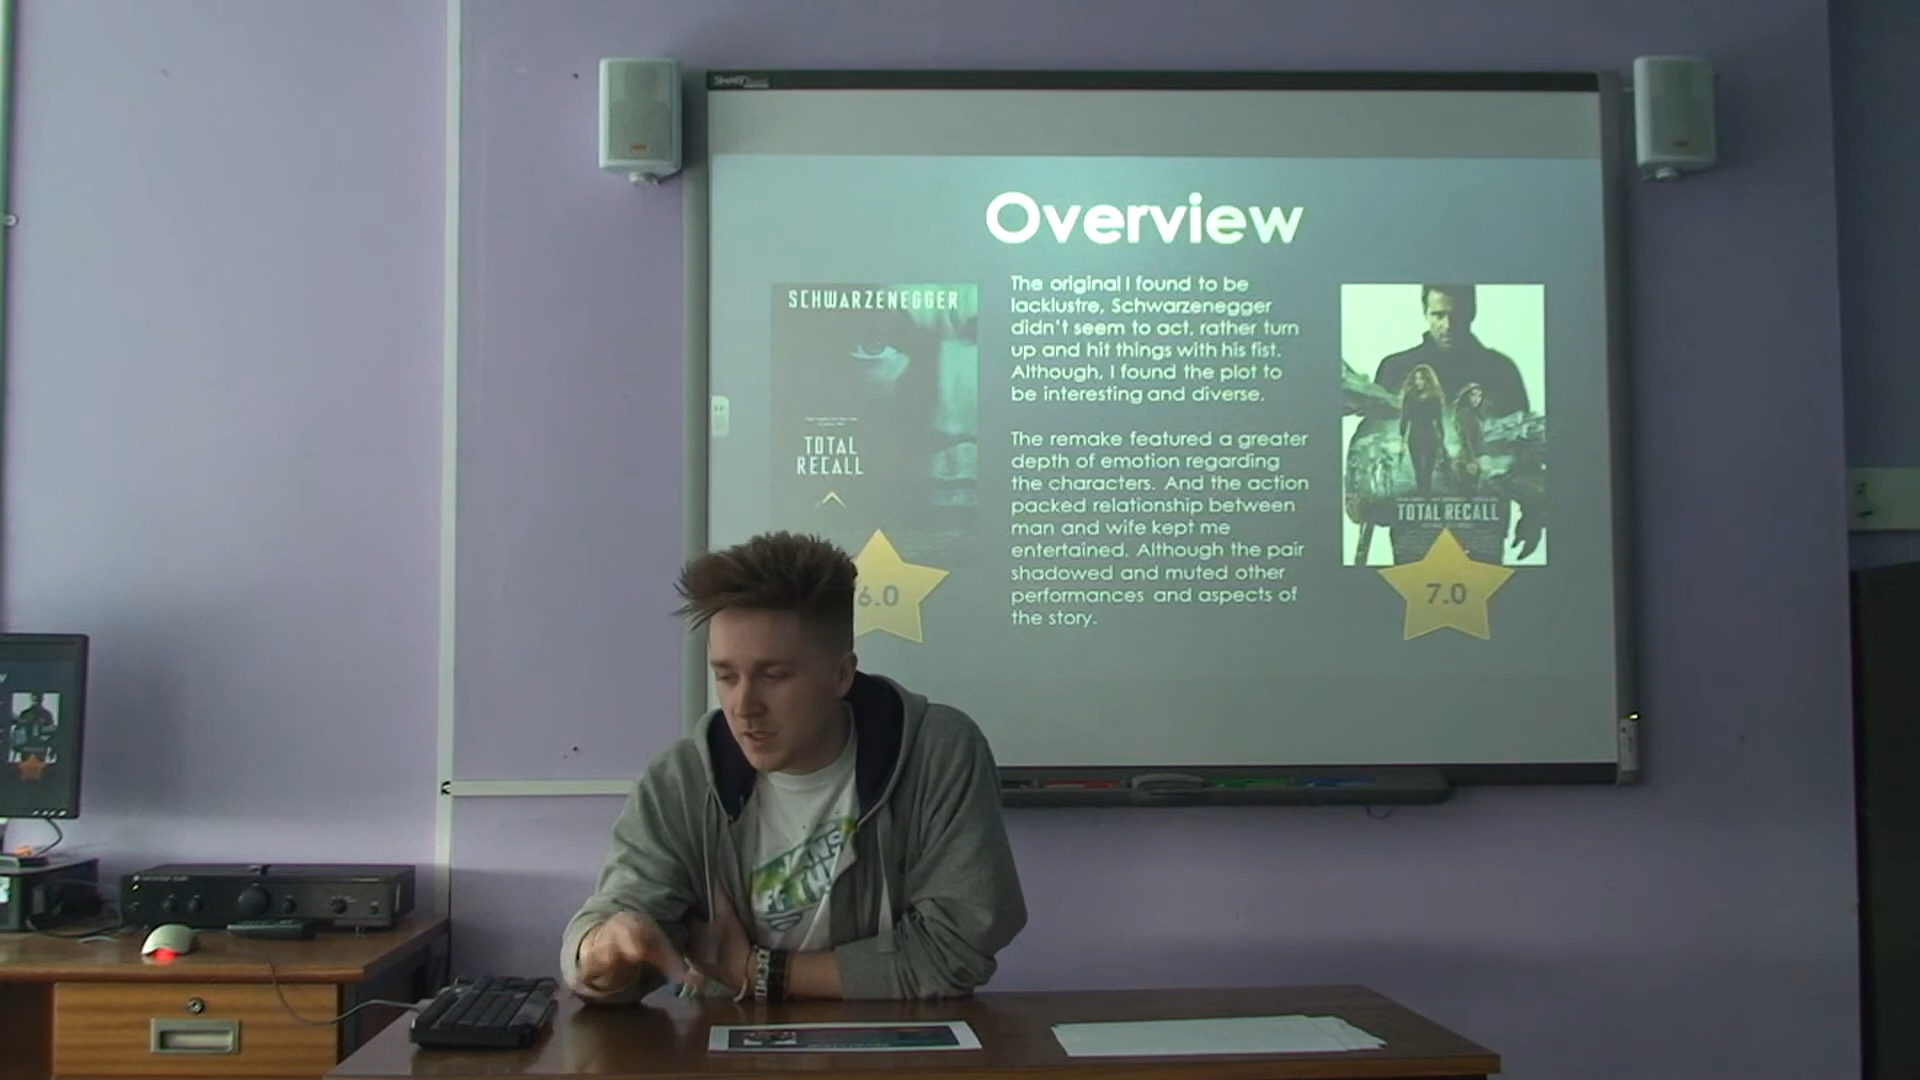 SMART
Overview
SCHWARZENEGGER
TOTAL
RECALL
6.0
The original I found to be
lacklustre, Schwarzenegger
didn't seem to act, rather turn
up and hit things with his fist.
Although, I found the plot to
be interesting and diverse.
The remake featured a greater
depth of emotion regarding
the characters. And the action
packed relationship between
man and wife kept me
entertained. Although the pair
shadowed and muted other
performances and aspects of
the story.
TOTAL RECALL
7.0